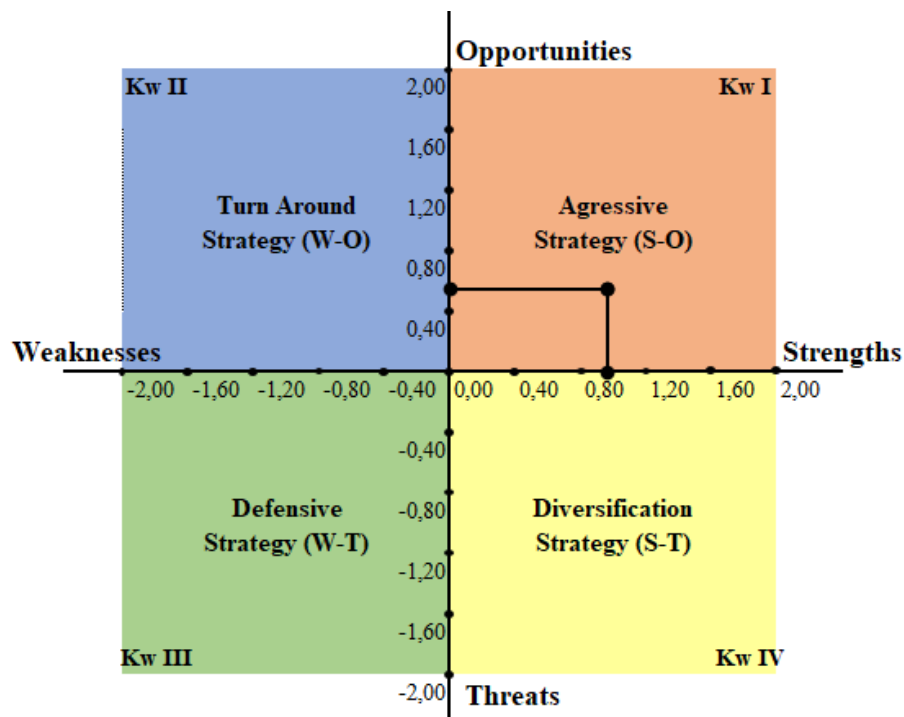 Opportunities
Kw II
2,00
Kw I
1,60
Turn Around
Strategy (W-O)
1,20
Agressive
Strategy (S-O)
0,80
0,40
Weaknesses
Strengths
-2,00 -1,60 -1,20 -0,80 -0,40 0,00 0,40 0,80 1,20 1,60 2,00
-0,40
Defensive
Strategy (W-T)
-0,80
Diversification
Strategy (S-T)
-1,20
-1,60
Kw III
Kw IV
-2,00
Threats